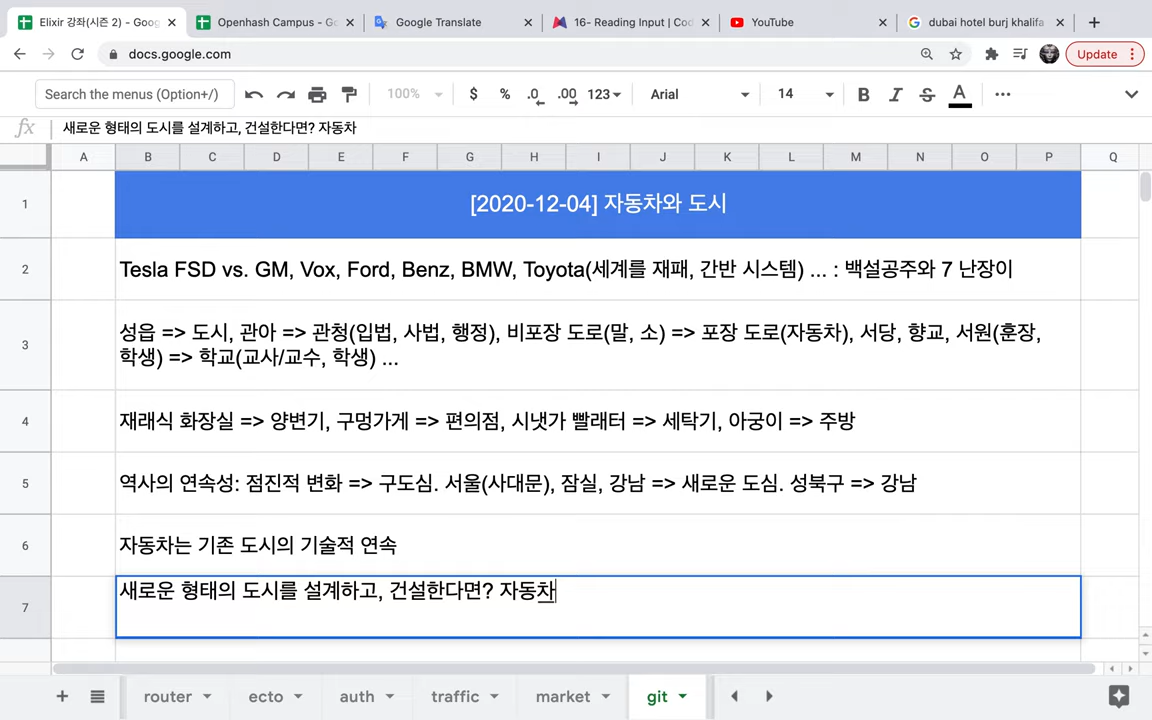 Elixir 강좌(시즌 2) - Goog
Openhash Campus - Go
Google Translate
16- Reading Input | Cod
YouTube
dubai hotel burj khalifa
docs.google.com
Update
Search the menus (Option+/)
100%
$ % .0 .00 123
Arial
14
B I S A
fx 새로운 형태의 도시를 설계하고, 건설한다면? 자동차
A B C D E F G H I J K L M N O P Q
1 [2020-12-04] 자동차와 도시
2 Tesla FSD vs. GM, Vox, Ford, Benz, BMW, Toyota(세계를 재패, 간반 시스템) ... : 백설공주와 7 난장이
3 성읍 => 도시, 관아 => 관청(입법, 사법, 행정), 비포장 도로(말, 소) => 포장 도로(자동차), 서당, 향교, 서원(훈장,
학생) => 학교(교사/교수, 학생) ...
4 재래식 화장실 => 양변기, 구멍가게 => 편의점, 시냇가 빨래터 => 세탁기, 아궁이 => 주방
5 역사의 연속성: 점진적 변화 => 구도심. 서울(사대문), 잠실, 강남 => 새로운 도심. 성북구 => 강남
6 자동차는 기존 도시의 기술적 연속
7 새로운 형태의 도시를 설계하고, 건설한다면? 자동차
router
ecto
auth
traffic
market
git